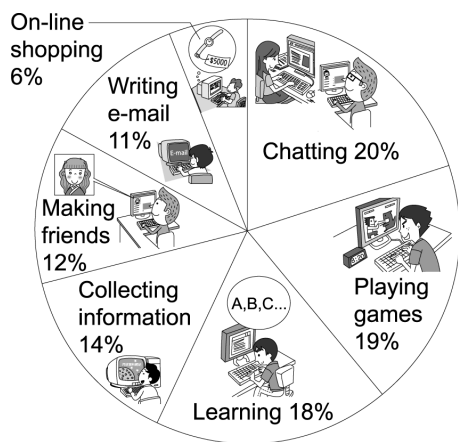 On-line
shopping
6%
$5000
Writing
e-mail
11%
E-mail
Chatting 20%
Making
friends
12%
Playing
games
19%
Collecting
information
14%
A,B,C...
Learning 18%